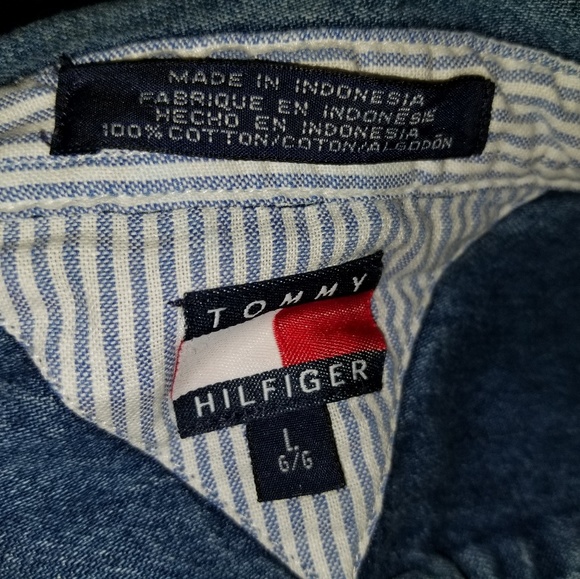 MADE IN INDONESIA
FABRIQUE EN INDONESIE
HECHO EN INDONESIA
100% COTTON/COTON/ALGODÓN
TOMMY
HILFIGER
L
G/G